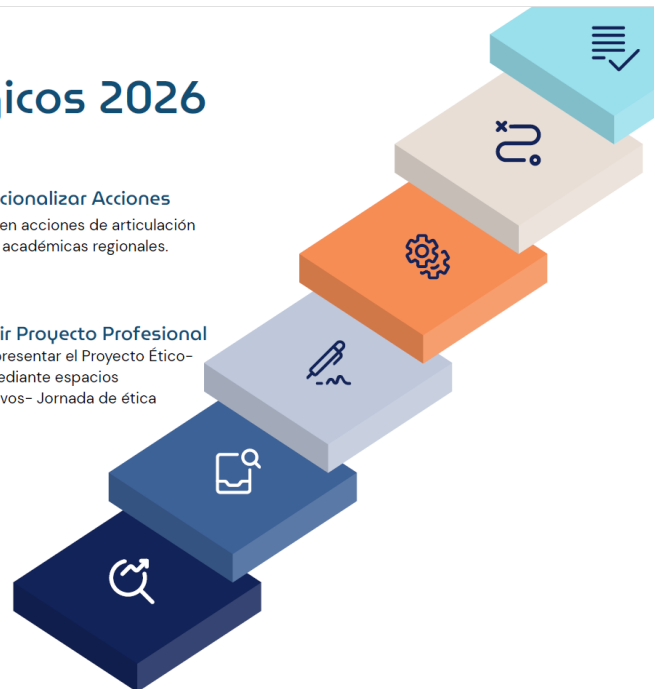 icos 2026
cionalizar Acciones
en acciones de articulación
académicas regionales.
ir Proyecto Profesional
presentar el Proyecto Ético-
ediante espacios
vos- Jornada de ética